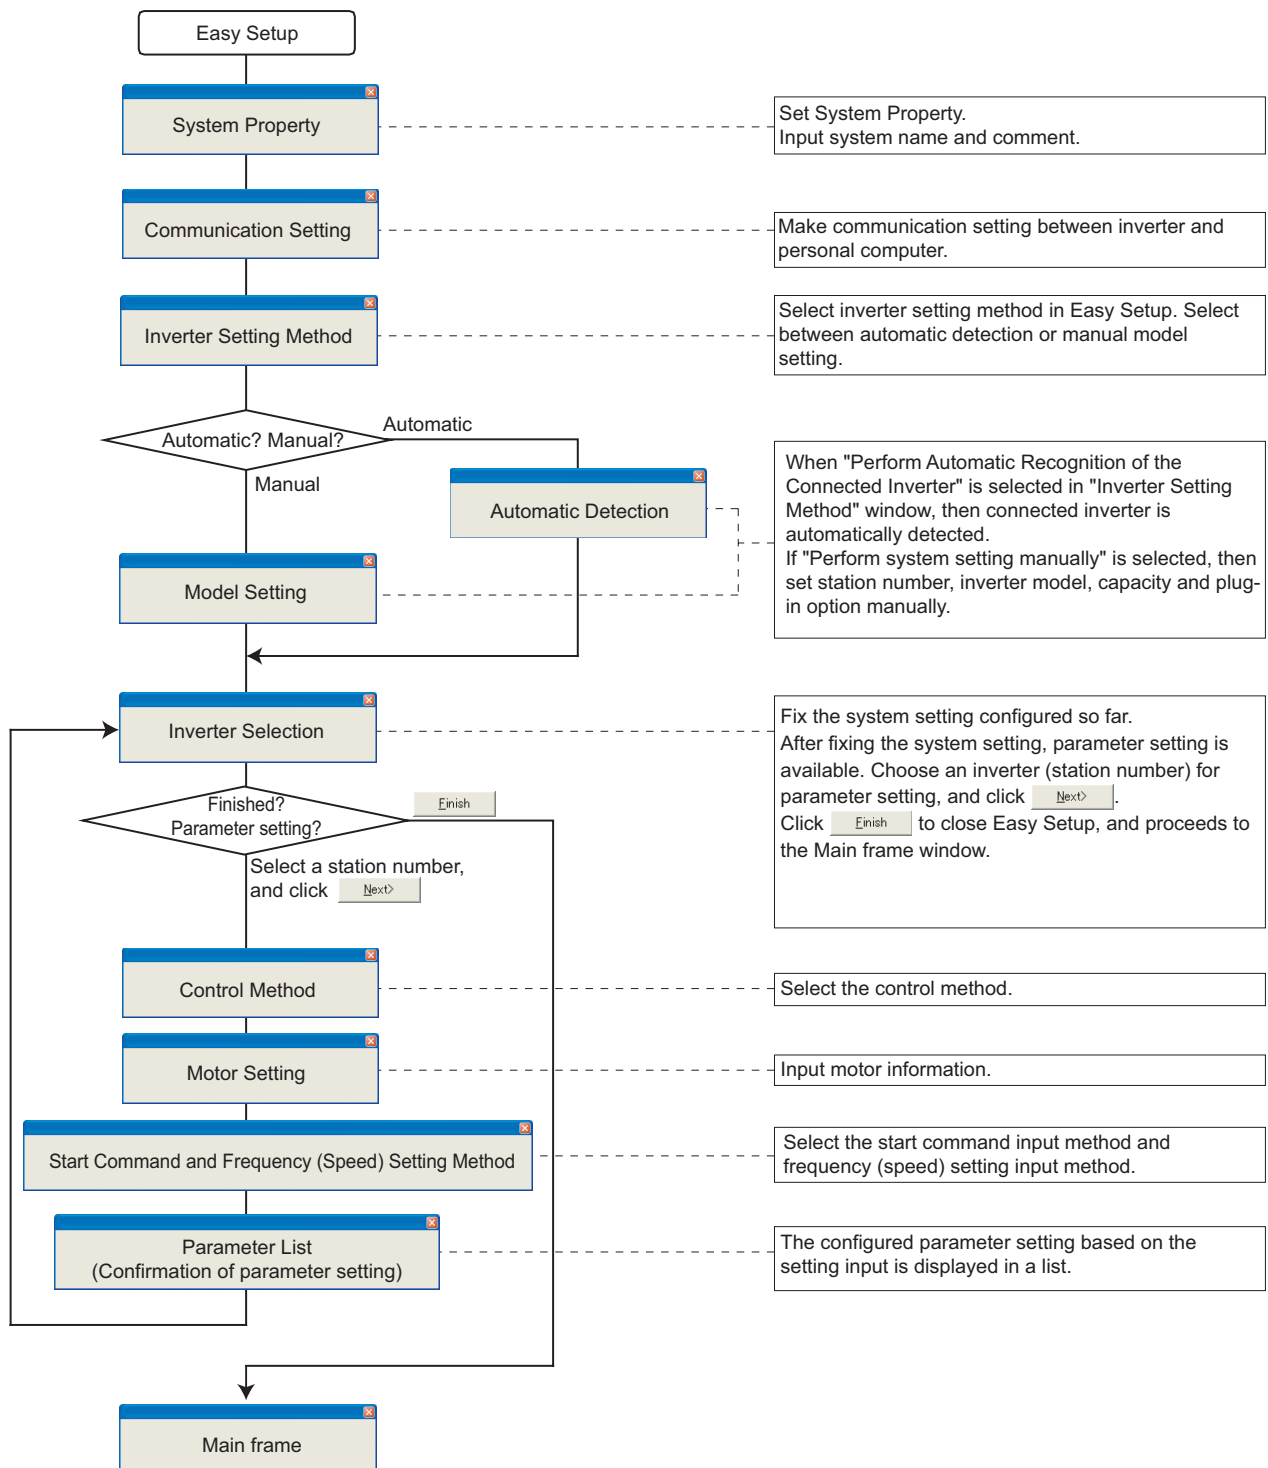 Easy Setup
System Property
Set System Property.
Input system name and comment.
Communication Setting
Make communication setting between inverter and
personal computer.
Inverter Setting Method
Select inverter setting method in Easy Setup. Select
between automatic detection or manual model
setting.
Automatic? Manual?
Automatic
Manual
Automatic Detection
When "Perform Automatic Recognition of the
Connected Inverter" is selected in "Inverter Setting
Method" window, then connected inverter is
automatically detected.
If "Perform system setting manually" is selected, then
set station number, inverter model, capacity and plug-
in option manually.
Model Setting
Inverter Selection
Fix the system setting configured so far.
After fixing the system setting, parameter setting is
available. Choose an inverter (station number) for
parameter setting, and click Next> .
Click Finish to close Easy Setup, and proceeds to
the Main frame window.
Finished?
Parameter setting?
Finish
Select a station number,
and click Next>
Control Method
Select the control method.
Motor Setting
Input motor information.
Start Command and Frequency (Speed) Setting Method
Select the start command input method and
frequency (speed) setting input method.
Parameter List
(Confirmation of parameter setting)
The configured parameter setting based on the
setting input is displayed in a list.
Main frame